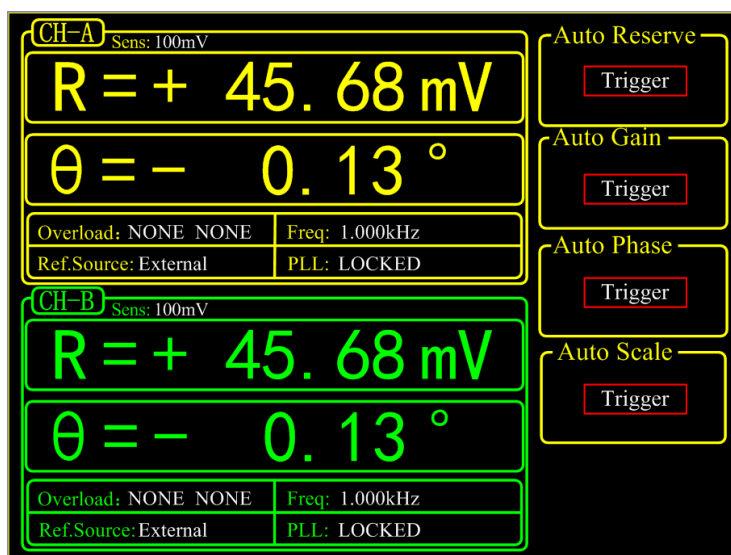 CH-A Sens: 100mV
R=+ 45.68 mV
θ=- 0.13 °
Overload: NONE NONE Freq: 1.000kHz
Ref.Source: External PLL: LOCKED
CH-B Sens: 100mV
R=+ 45.68 mV
θ=- 0.13 °
Overload: NONE NONE Freq: 1.000kHz
Ref.Source: External PLL: LOCKED
Auto Reserve
Trigger
Auto Gain
Trigger
Auto Phase
Trigger
Auto Scale
Trigger